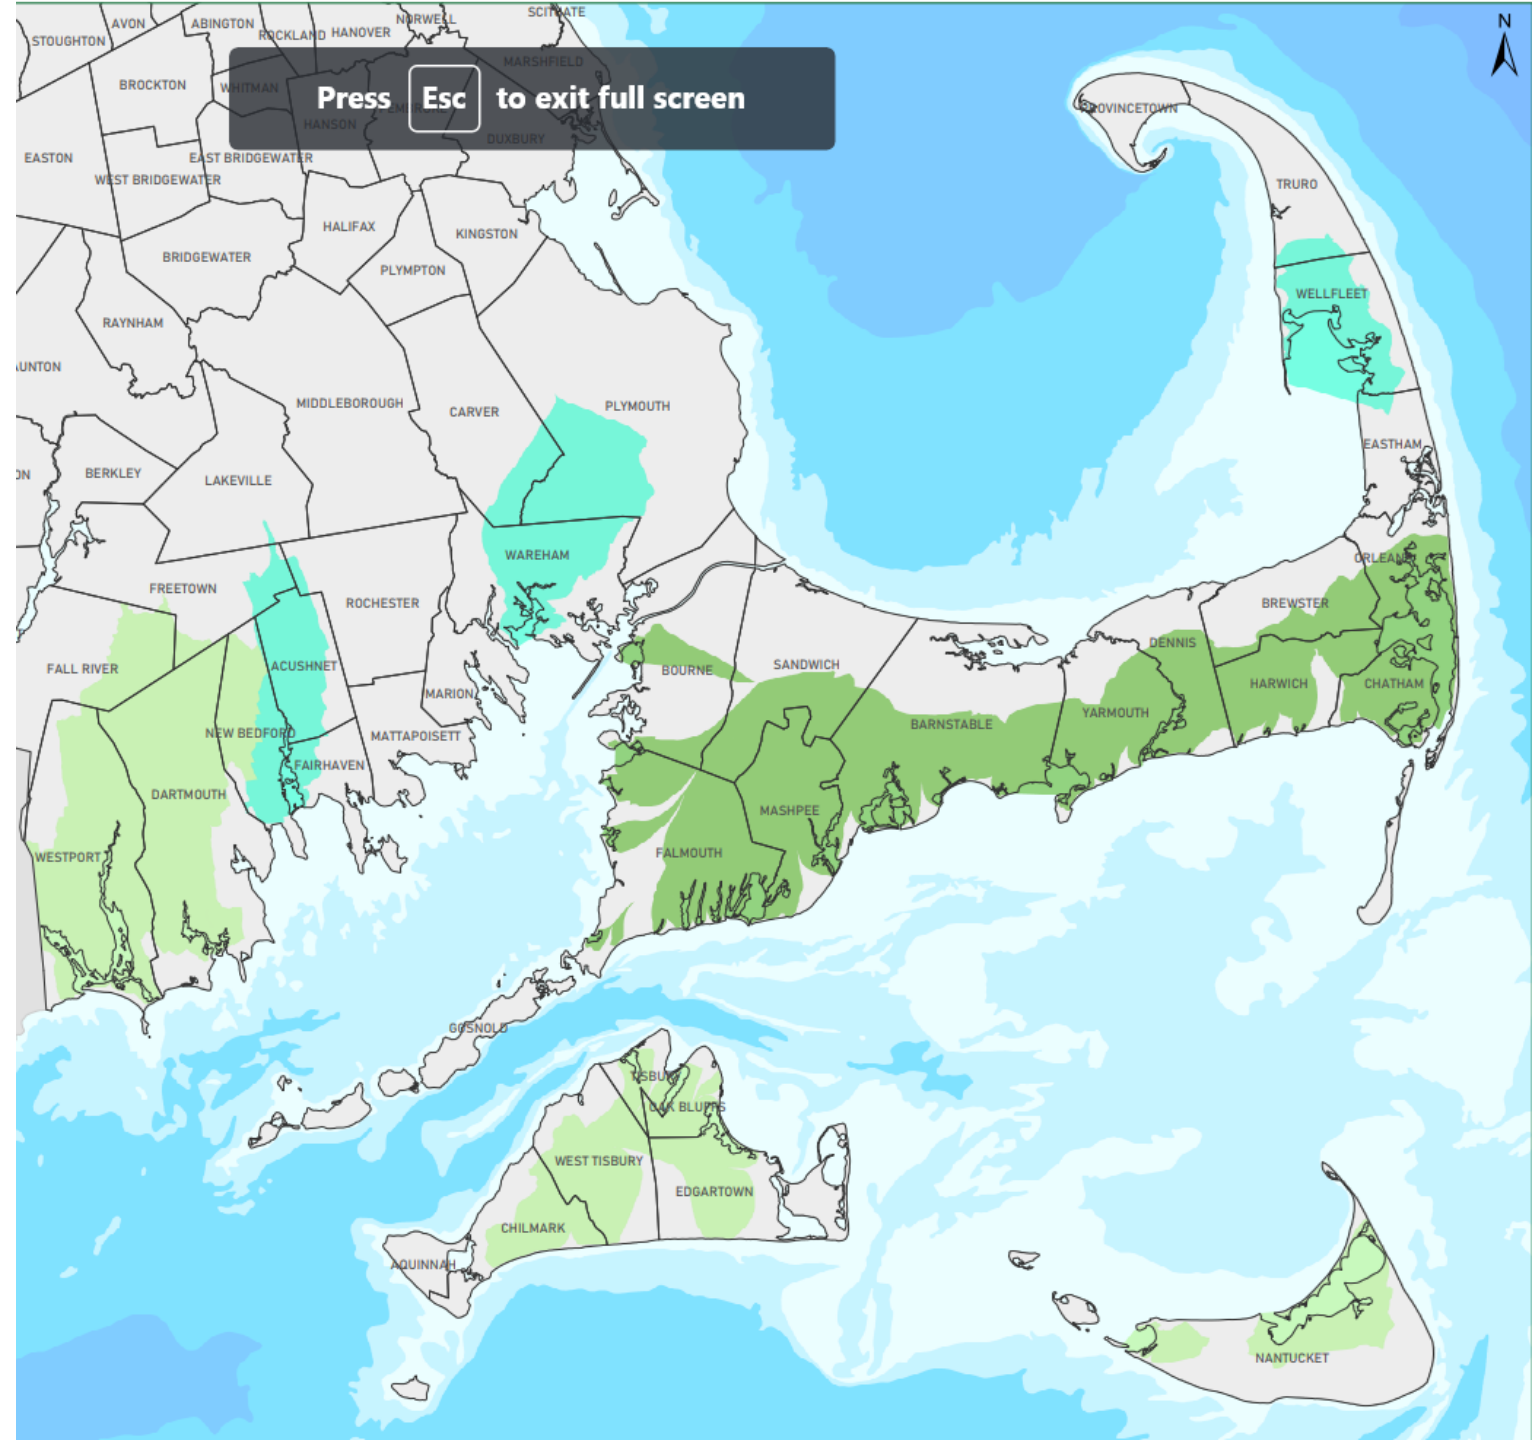 SCITUATE
NORWELL
AVON
ABINGTON
ROCKLAND
HANOVER
STOUGHTON
MARSHFIELD
BROCKTON
WHITMAN
Press Esc to exit full screen
HANSON
DUXBURY
PROVINCETOWN
N
EASTON
EAST BRIDGEWATER
WEST BRIDGEWATER
TRURO
HALIFAX
KINGSTON
BRIDGEWATER
PLYMPTON
WELLFLEET
RAYNHAM
AUNTON
MIDDLEBOROUGH
CARVER
PLYMOUTH
EASTHAM
ON
BERKLEY
LAKEVILLE
WAREHAM
ORLEANS
FREETOWN
ROCHESTER
BREWSTER
DENNIS
FALL RIVER
ACUSHNET
BOURNE
SANDWICH
HARWICH
CHATHAM
MARION
YARMOUTH
BARNSTABLE
NEW BEDFORD
MATTAPOISETT
FAIRHAVEN
DARTMOUTH
MASHPEE
WESTPORT
FALMOUTH
GOSNOLD
TISBURY
OAK BLUFFS
WEST TISBURY
EDGARTOWN
CHILMARK
AQUINNAH
NANTUCKET